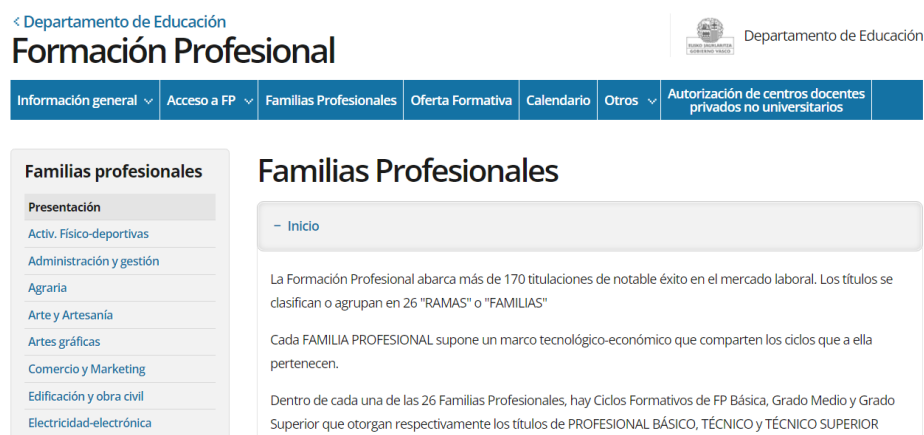 < Departamento de Educación
Formación Profesional
Departamento de Educación
Información general
Acceso a FP
Familias Profesionales
Oferta Formativa
Calendario
Otros
Autorización de centros docentes
privados no universitarios
Familias profesionales
Presentación
Activ. Físico-deportivas
Administración y gestión
Agraria
Arte y Artesanía
Artes gráficas
Comercio y Marketing
Edificación y obra civil
Electricidad-electrónica
Familias Profesionales
− Inicio
La Formación Profesional abarca más de 170 titulaciones de notable éxito en el mercado laboral. Los títulos se
clasifican o agrupan en 26 "RAMAS" o "FAMILIAS"
Cada FAMILIA PROFESIONAL supone un marco tecnológico-económico que comparten los ciclos que a ella
pertenecen.
Dentro de cada una de las 26 Familias Profesionales, hay Ciclos Formativos de FP Básica, Grado Medio y Grado
Superior que otorgan respectivamente los títulos de PROFESIONAL BÁSICO, TÉCNICO y TÉCNICO SUPERIOR